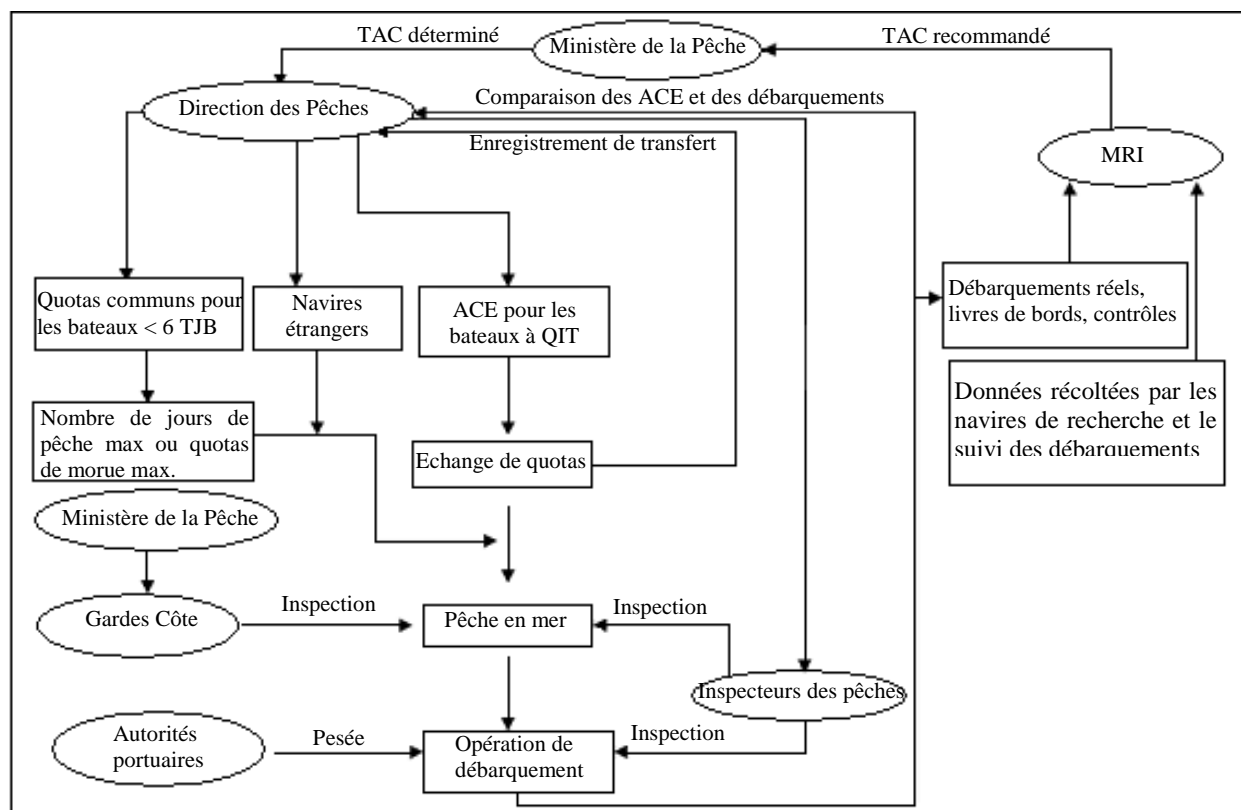 TAC déterminé
Ministère de la Pêche
TAC recommandé
Direction des Pêches
Comparaison des ACE et des débarquements
Enregistrement de transfert
MRI
Quotas communs pour
les bateaux < 6 TJB
Navires
étrangers
ACE pour les
bateaux à QIT
Débarquements réels,
livres de bords, contrôles
Données récoltées par les
navires de recherche et le
suivi des débarquements
Nombre de jours de
pêche max ou quotas
de morue max.
Echange de quotas
Ministère de la Pêche
Gardes Côte
Inspection
Pêche en mer
Inspection
Inspecteurs des pêches
Autorités
portuaires
Pesée
Opération de
débarquement
Inspection